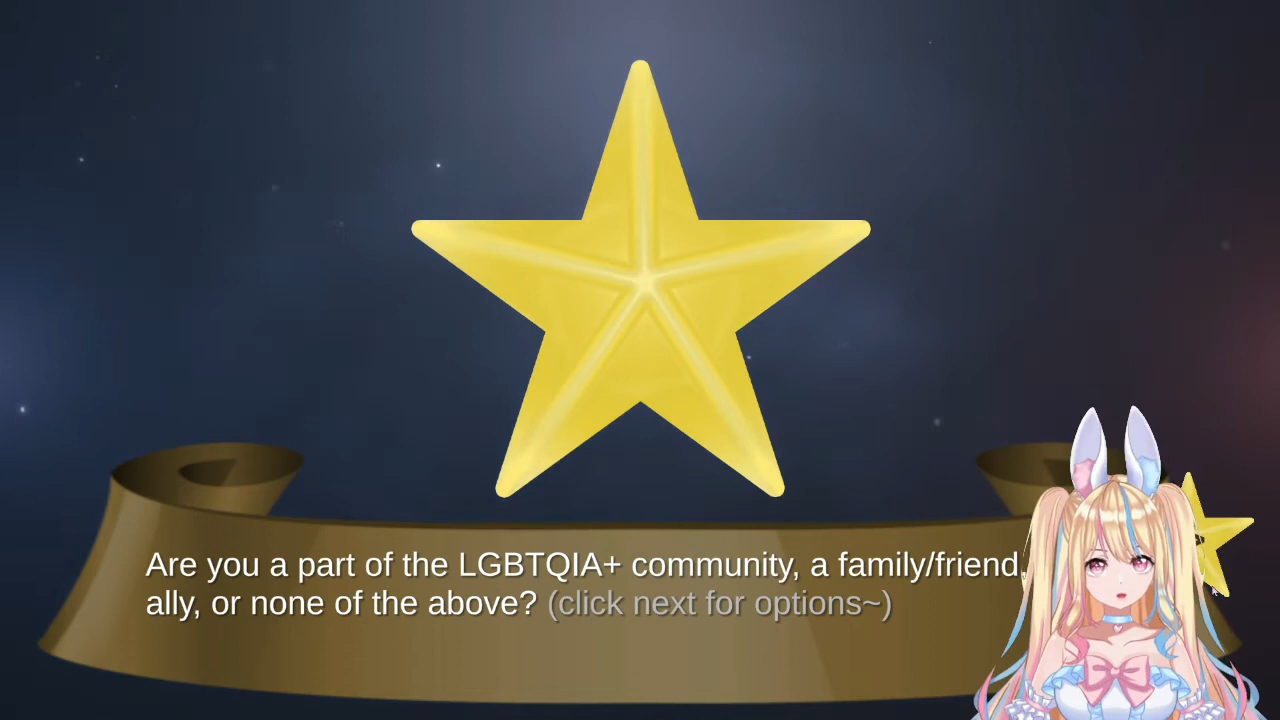 Are you a part of the LGBTQIA+ community, a family/friend,
ally, or none of the above? (click next for options~)